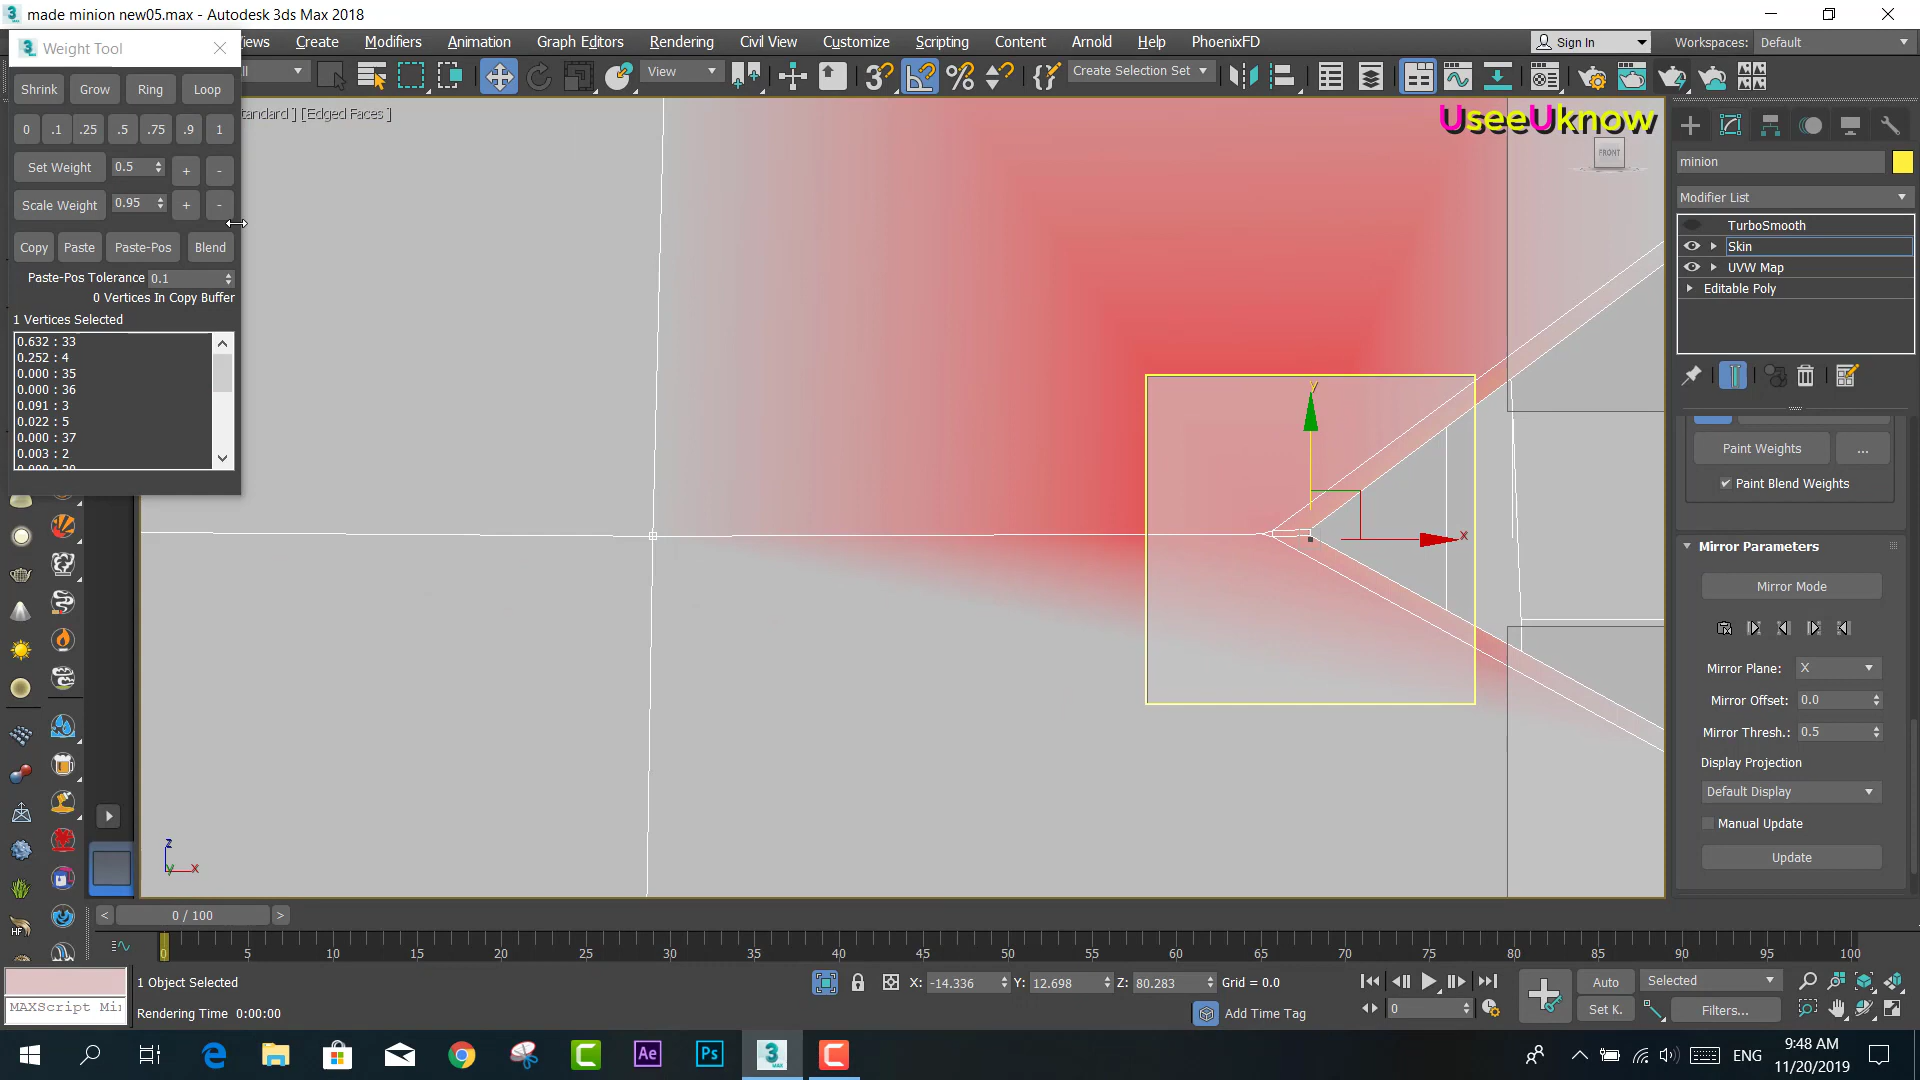 made minion new05.max - Autodesk 3ds Max 2018
Weight Tool
Create Modifiers Animation Graph Editors Rendering Civil View Customize Scripting Content Arnold Help PhoenixFD
Sign In
Workspaces: Default
View
Create Selection Set
Shrink Grow Ring Loop
0 .1 .25 .5 .75 .9 1
Set Weight 0.5 + -
Scale Weight 0.95 + -
Copy Paste Paste-Pos Blend
Paste-Pos Tolerance 0.1
0 Vertices In Copy Buffer
1 Vertices Selected
0.632 : 33
0.252 : 4
0.000 : 35
0.000 : 36
0.091 : 3
0.022 : 5
0.000 : 37
0.003 : 2
[Edged Faces ]
UseeUknow
FRONT
y
x
z
y x
minion
Modifier List
TurboSmooth
Skin
UVW Map
Editable Poly
Paint Weights ...
Paint Blend Weights
Mirror Parameters
Mirror Mode
Mirror Plane: X
Mirror Offset: 0.0
Mirror Thresh.: 0.5
Display Projection
Default Display
Manual Update
Update
HF
< 0 / 100 >
0 5 10 15 20 25 30 35 40 45 50 55 60 65 70 75 80 85 90 95 100
1 Object Selected
X: -14.336 Y: 12.698 Z: 80.283 Grid = 0.0
Auto Selected
MAXScript Mi
Rendering Time 0:00:00
Add Time Tag
0
Set K. Filters...
Ae Ps 3 MAX
ENG
9:48 AM
11/20/2019